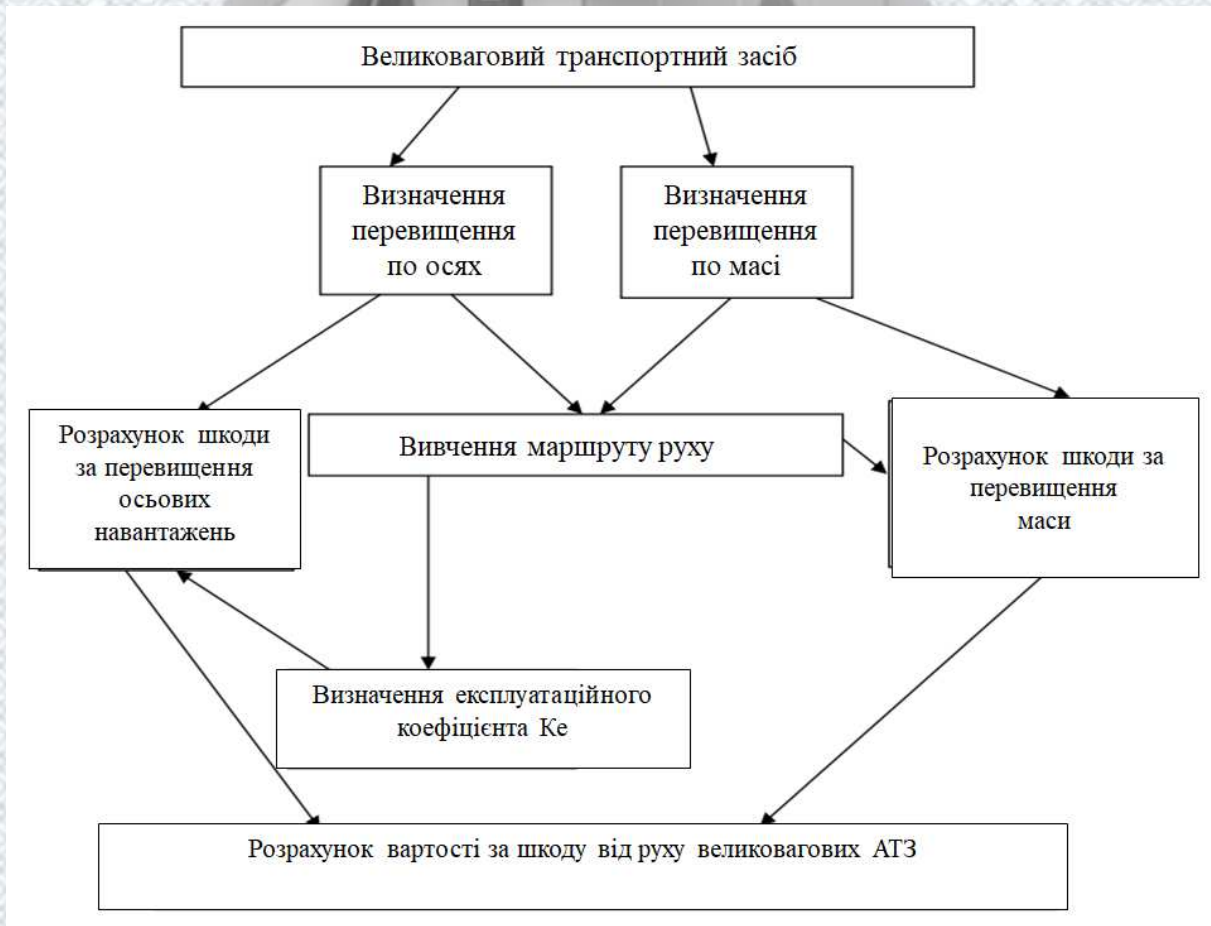 Великоваговий транспортний засіб
Визначення
перевищення
по осях
Визначення
перевищення
по масі
Розрахунок шкоди
за перевищення
осьових
навантажень
Вивчення маршруту руху
Розрахунок шкоди за
перевищення
маси
Визначення експлуатаційного
коефіцієнта Ке
Розрахунок вартості за шкоду від руху великовагових АТЗ